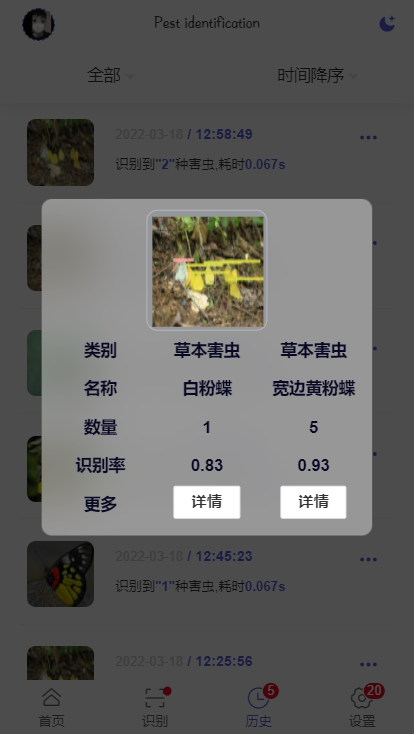 Pest identification
全部 时间降序
2022-03-18 / 12:58:49
识别到"2"种害虫,耗时0.067s
类别 草本害虫 草本害虫
名称 白粉蝶 宽边黄粉蝶
数量 1 5
识别率 0.83 0.93
更多 详情 详情
2022-03-18 / 12:45:23
识别到"1"种害虫,耗时0.067s
2022-03-18 / 12:25:56
5 20
首页 识别 历史 设置